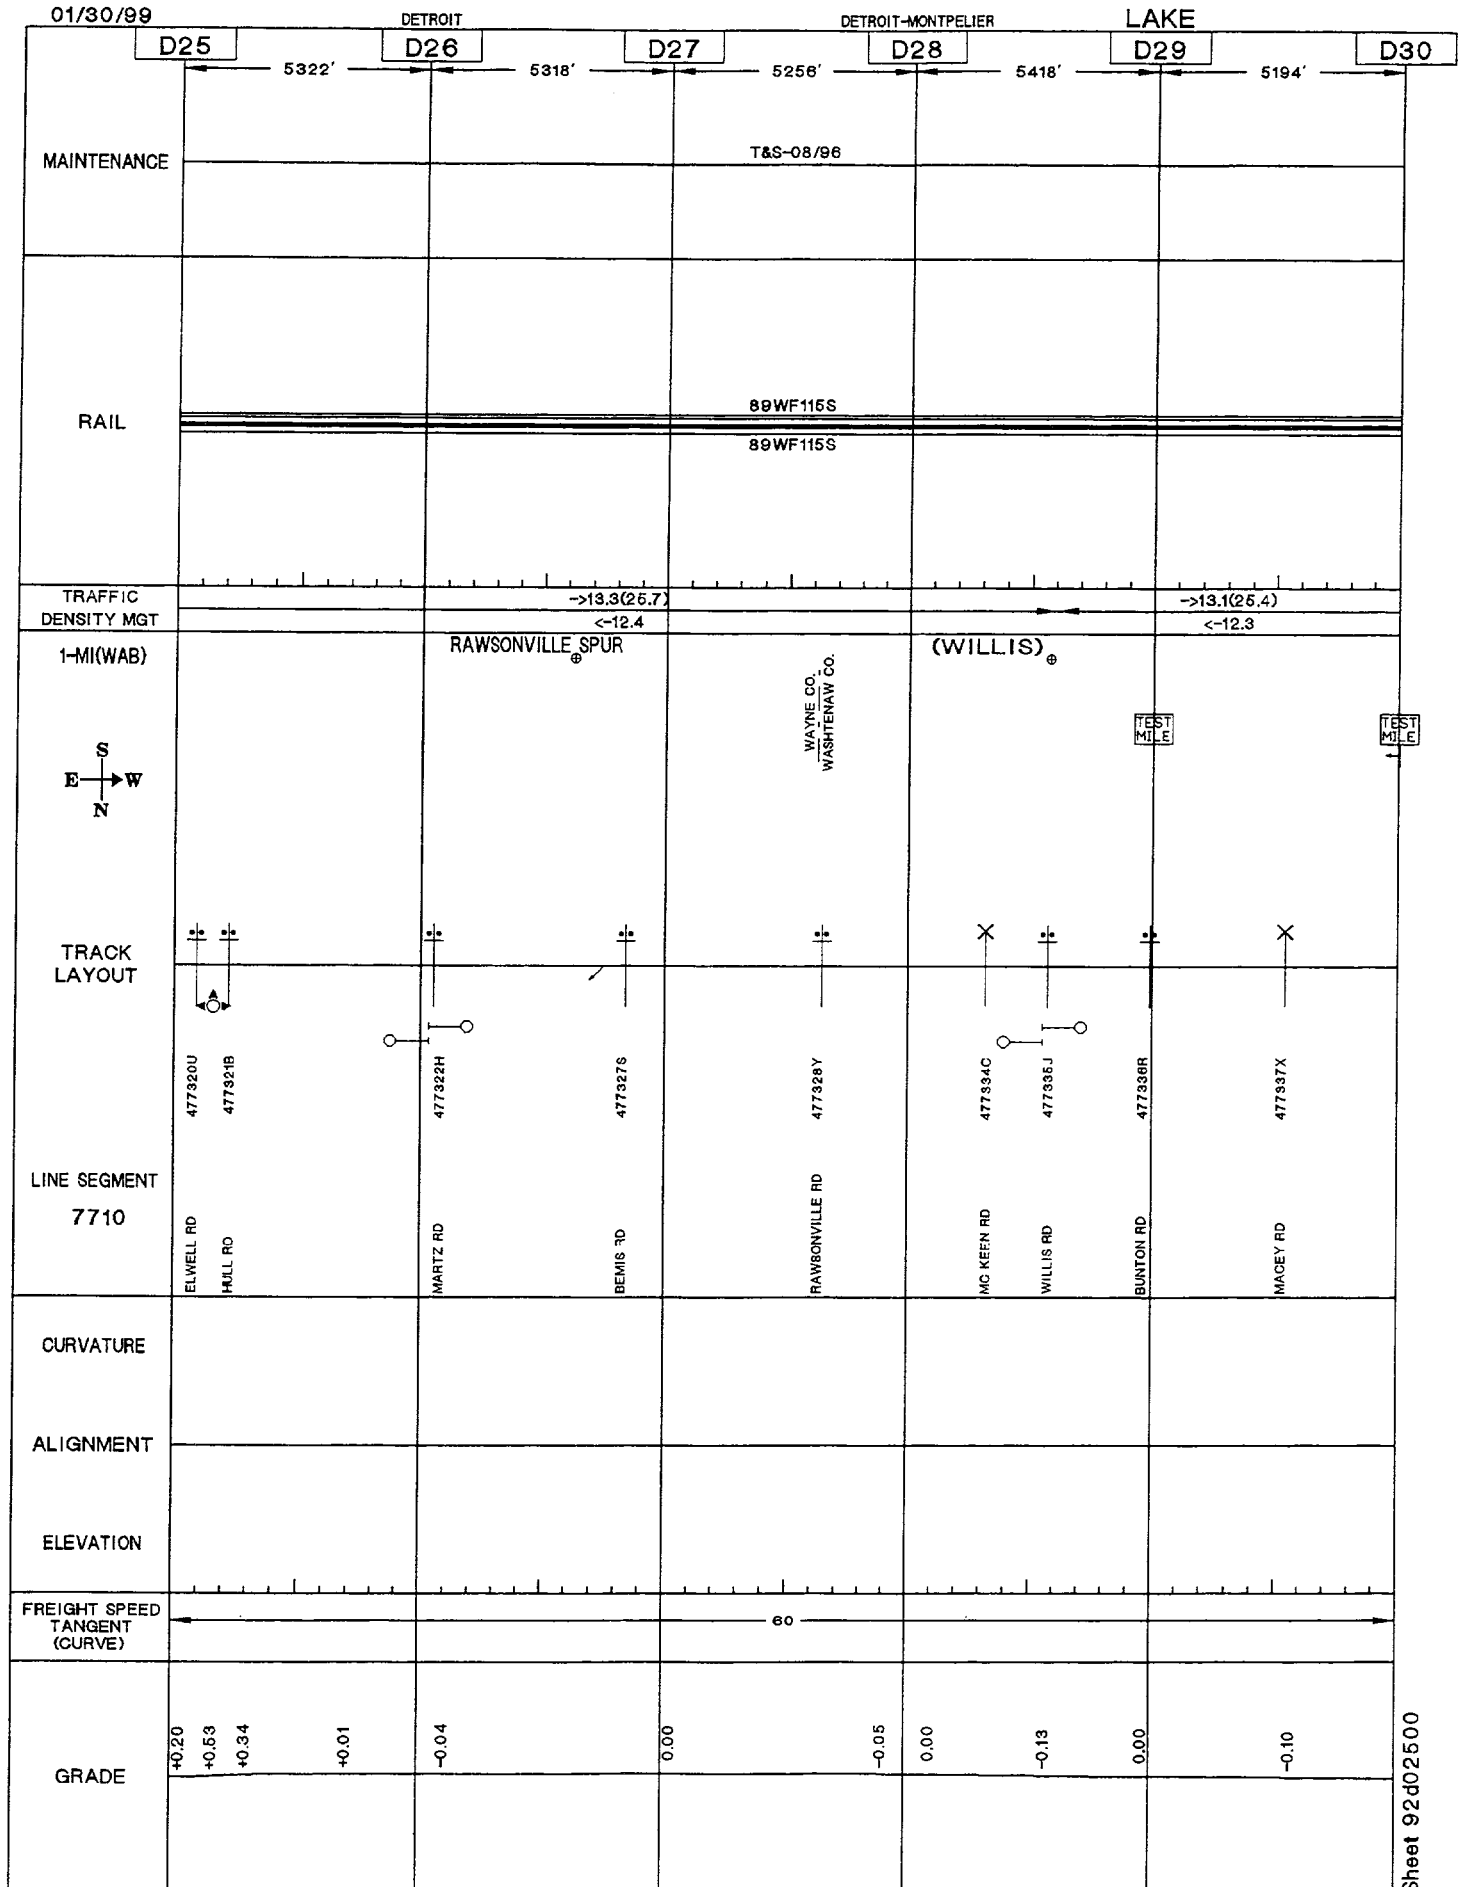 01/30/99
DETROIT
DETROIT-MONTPELIER
LAKE
D25 D26 D27 D28 D29 D30
5322' 5318' 5256' 5418' 5194'
MAINTENANCE
T&S-08/96
RAIL
89WF115S
89WF115S
TRAFFIC
DENSITY MGT
->13.3(25.7) ->13.1(25.4)
<-12.4 <-12.3
1-MI(WAB)
RAWSONVILLE SPUR
(WILLIS)
WAYNE CO.
WASHTENAW CO.
TEST
MILE
TEST
MILE
S
E W
N
TRACK
LAYOUT
477320U
477321B
477322H
477327S
477328Y
477334C
477335J
477336R
477337X
LINE SEGMENT
7710
ELWELL RD
HULL RD
MARTZ RD
BEMIS RD
RAWSONVILLE RD
MC KEEN RD
WILLIS RD
BUNTON RD
MACEY RD
CURVATURE
ALIGNMENT
ELEVATION
FREIGHT SPEED
TANGENT
(CURVE)
60
GRADE
+0.20
+0.53
+0.34
+0.01
-0.04
0.00
-0.05
0.00
-0.13
0.00
-0.10
Sheet 92d02500